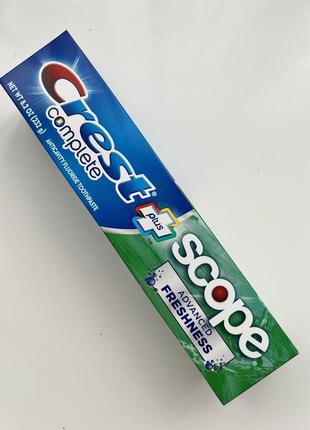 NET WT 8.2 OZ (232 g)
Crest
complete
ANTICAVITY FLUORIDE TOOTHPASTE
plus
scope
ADVANCED
FRESHNESS